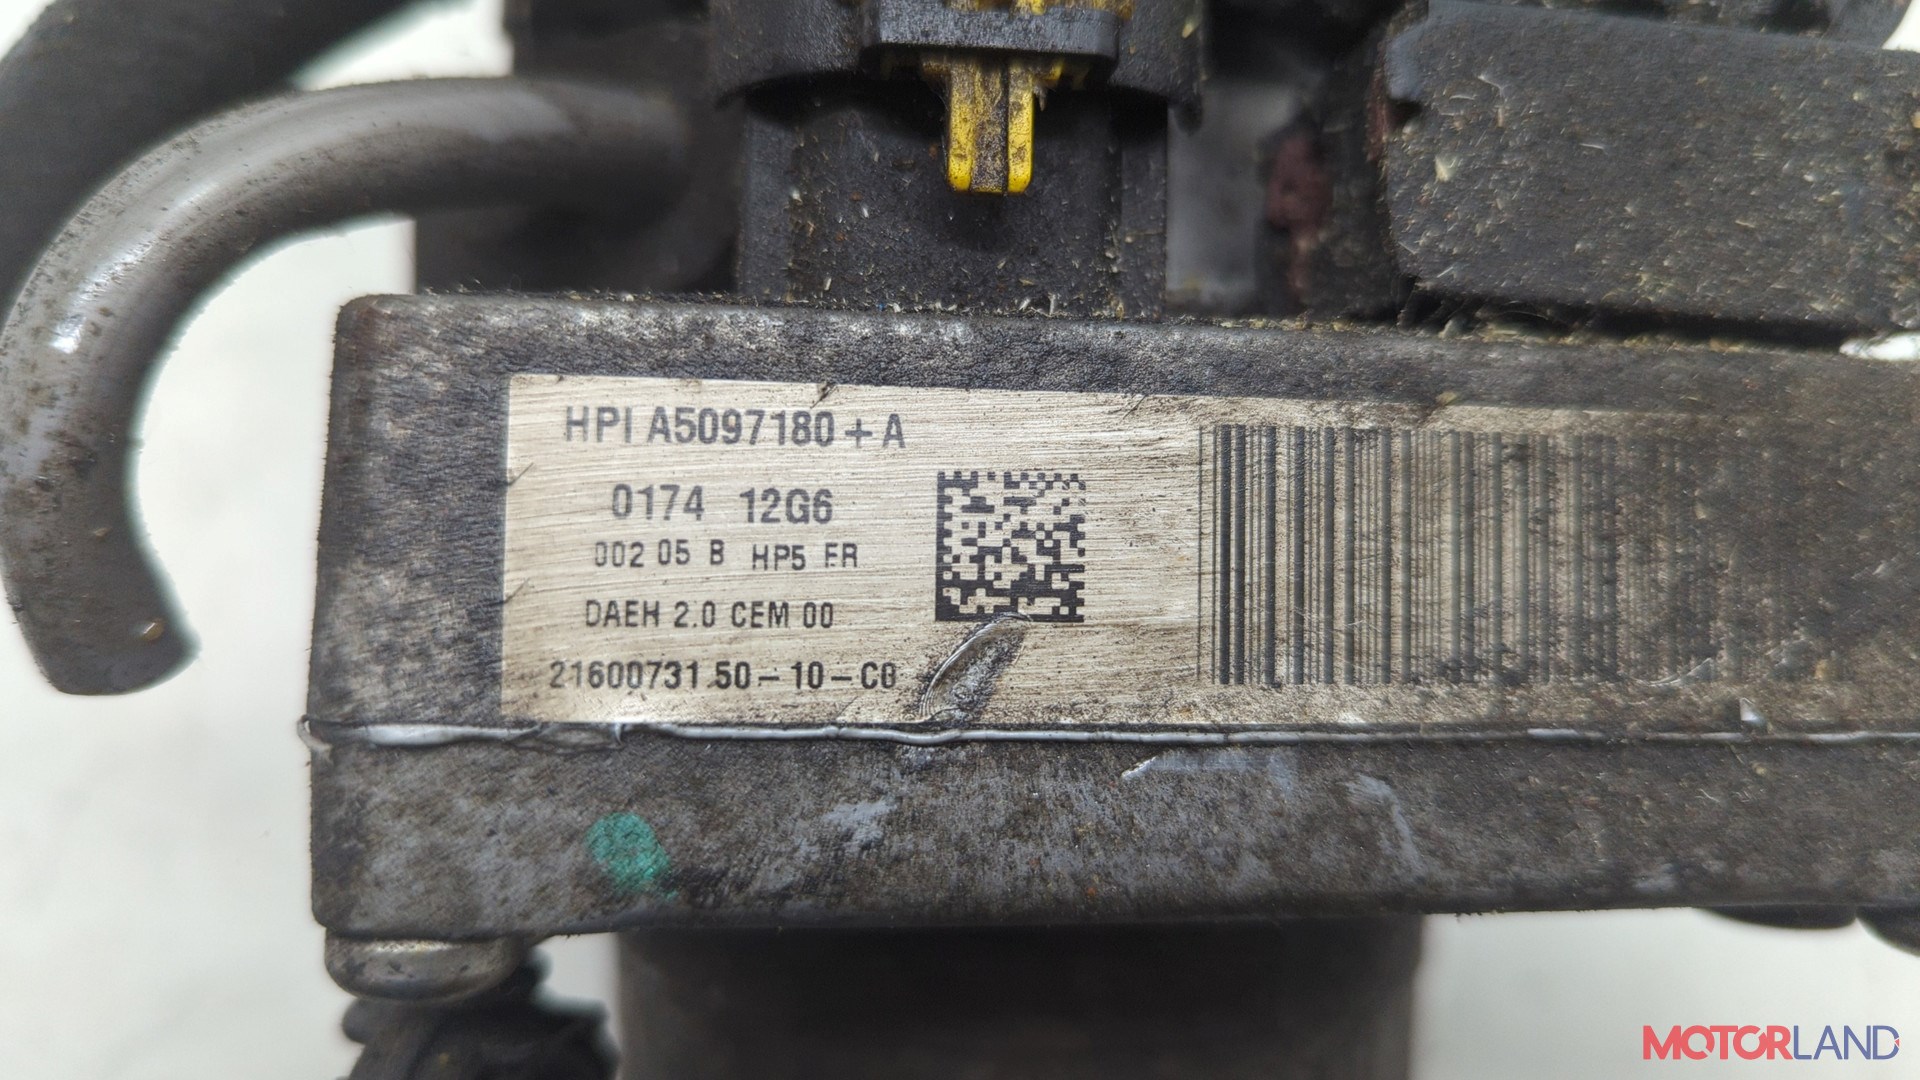 HPI A5097180+A
0174 12G6
002 05 B HP5 FR
DAEH 2.0 CEM 00
21600731.50-10-C0
MOTORLAND